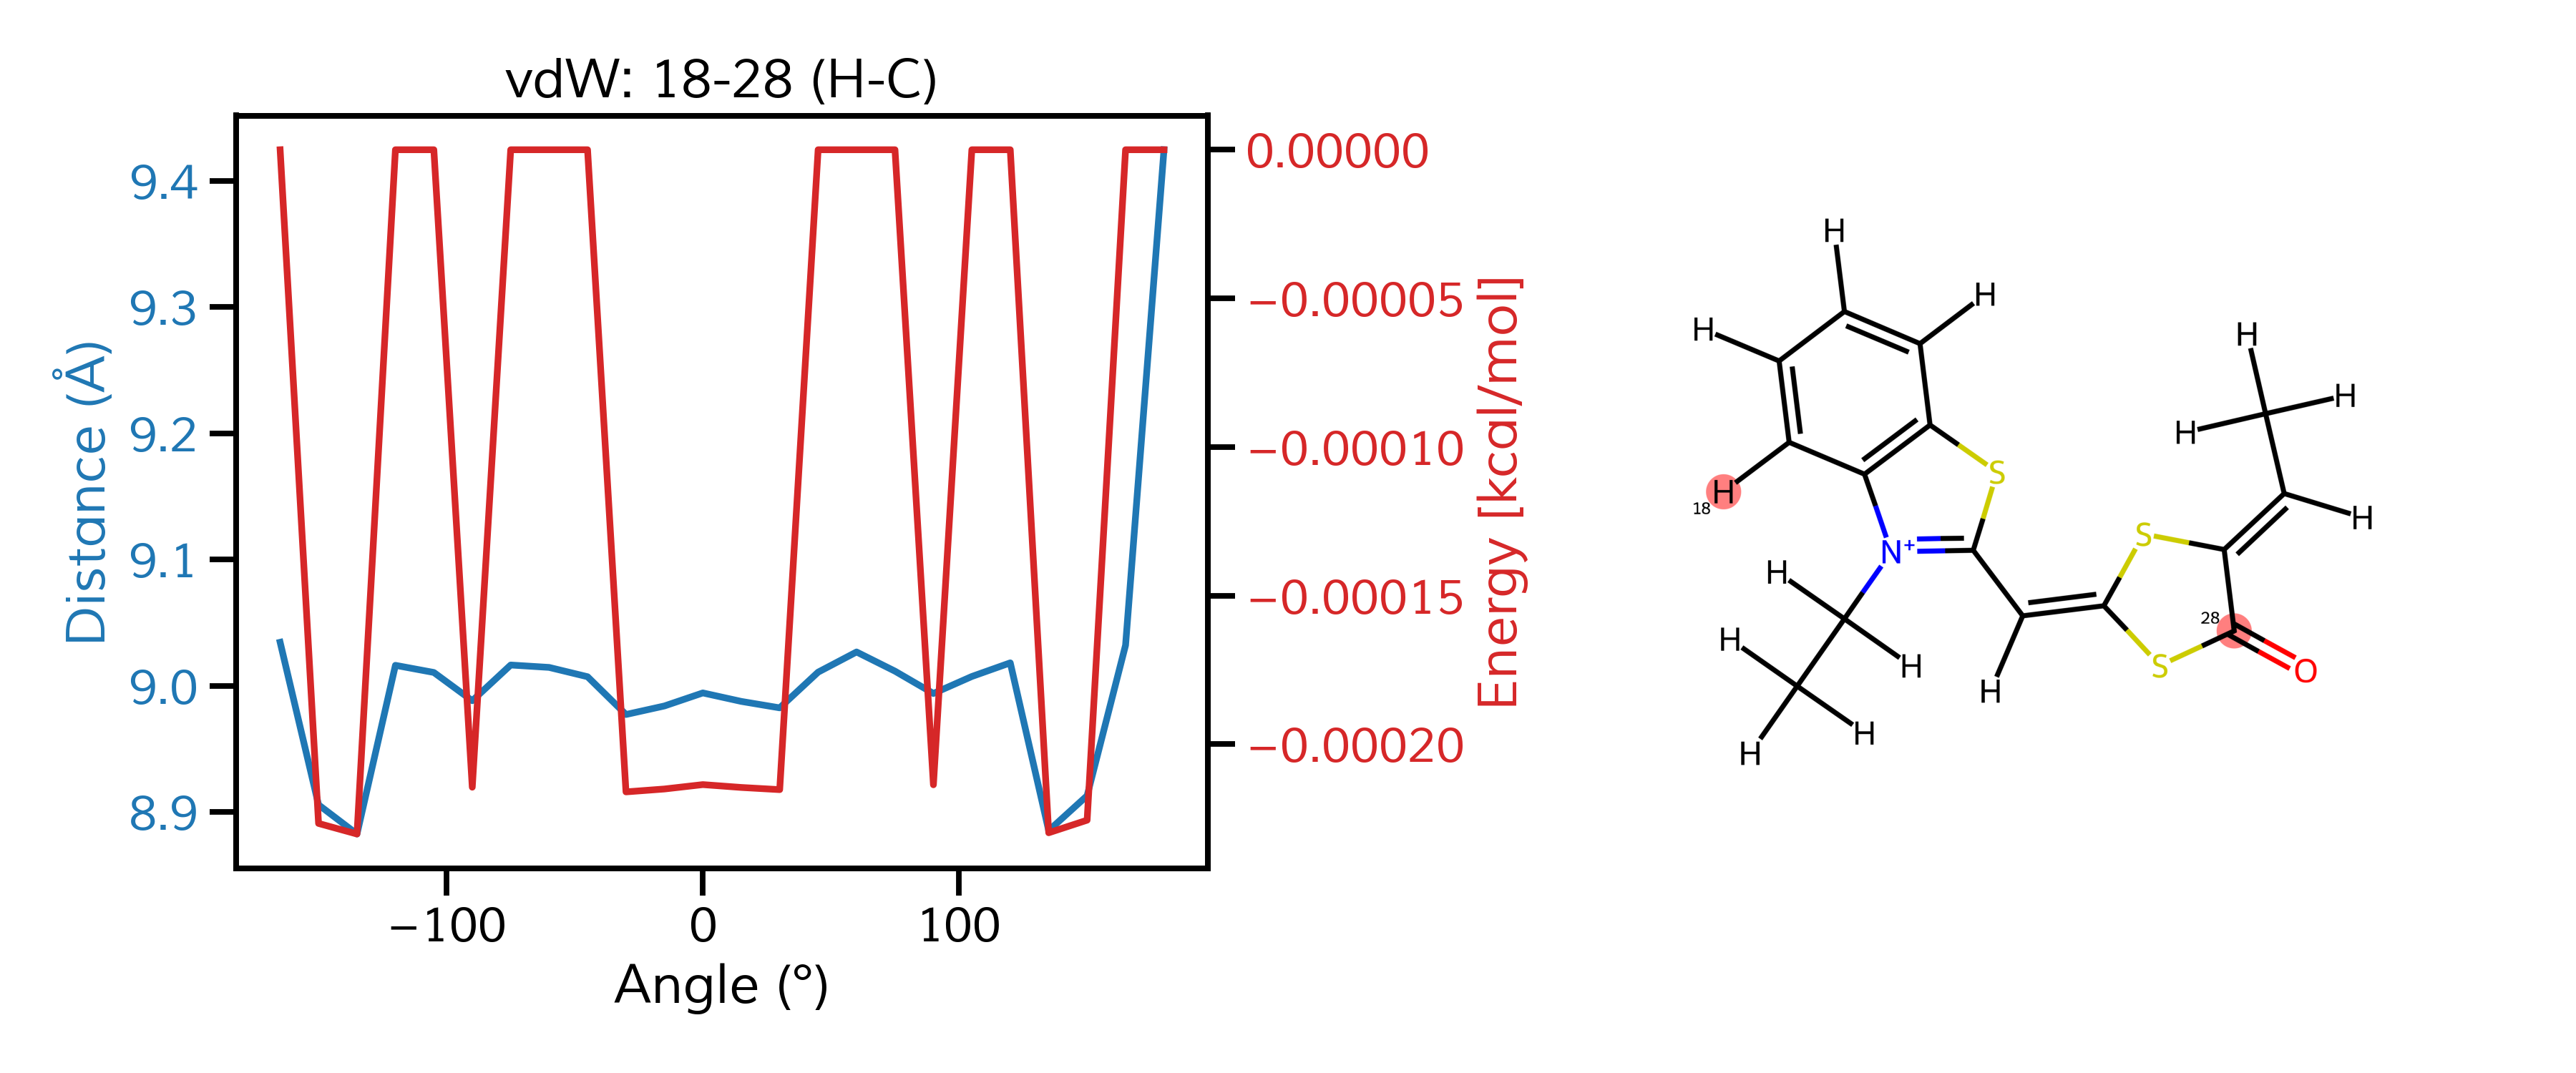 vdW: 18-28 (H-C)
9.4
9.3
9.2
9.1
9.0
8.9
Distance (Å)
0.00000
−0.00005
−0.00010
−0.00015
−0.00020
Energy [kcal/mol]
−100 0 100
Angle (°)
H
H
H
H
18
S
N+
H
H
H
H
H
H
H
H
H
S
H
28
S
O
H